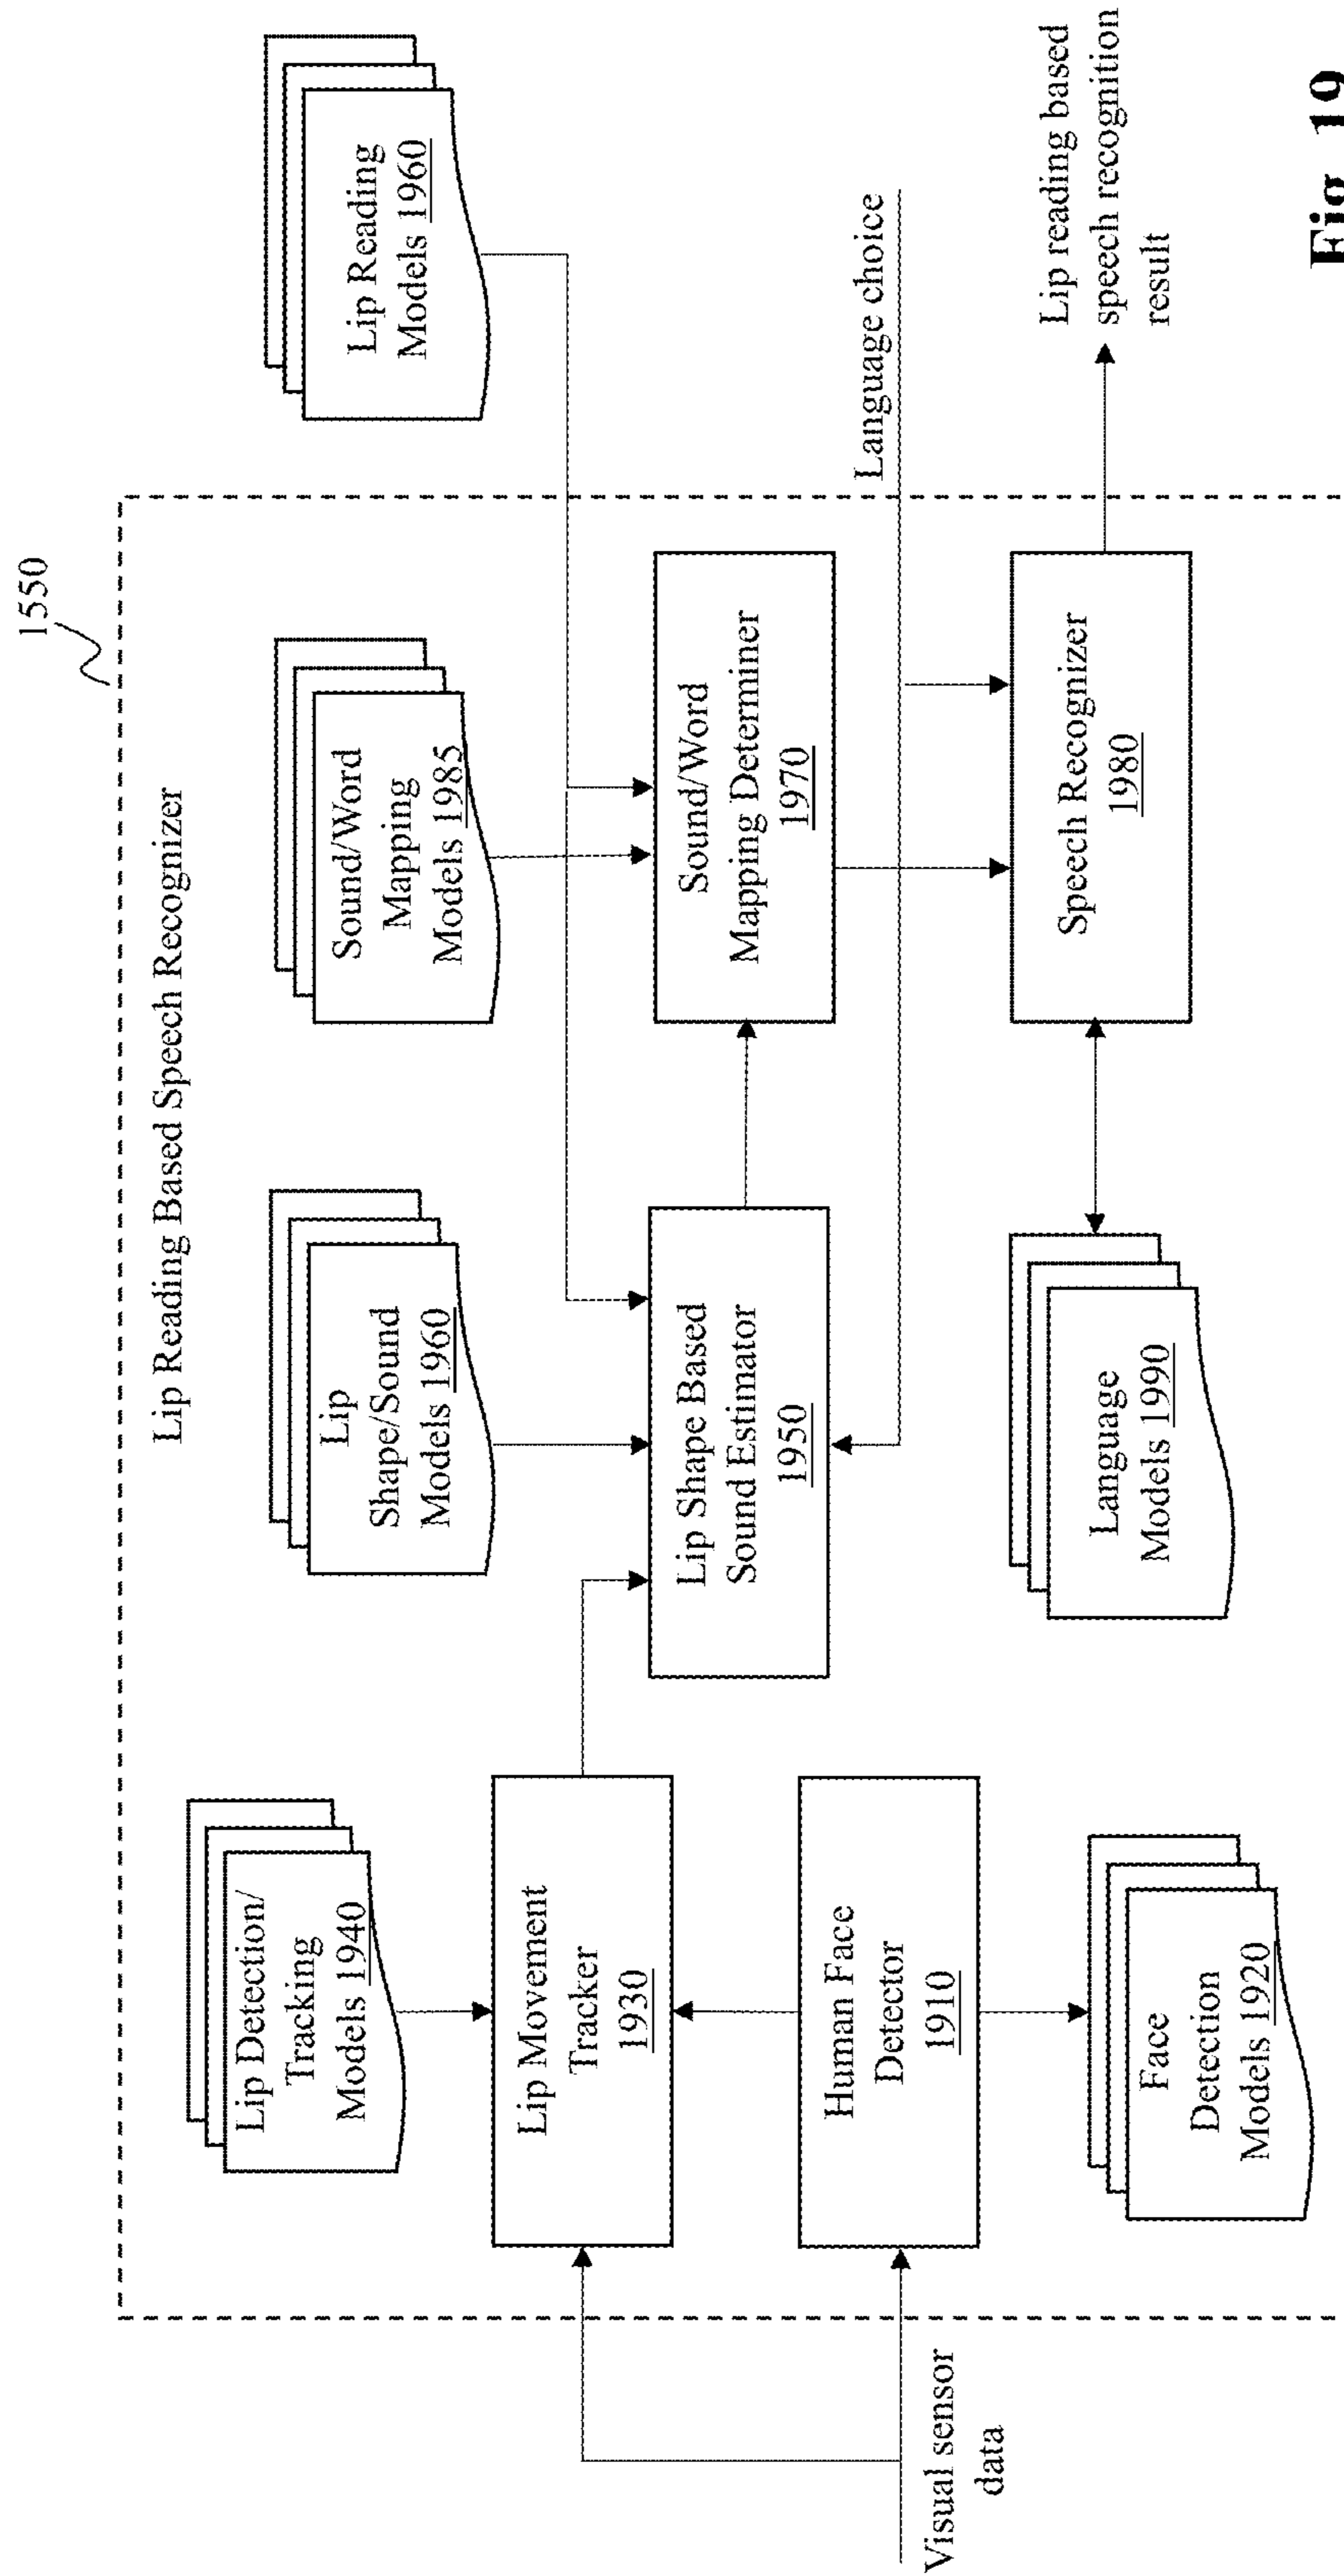 1550
Lip Reading Based Speech Recognizer
Lip Detection/
Tracking
Models 1940
Lip
Shape/Sound
Models 1960
Sound/Word
Mapping
Models 1985
Lip Reading
Models 1960
Lip Movement
Tracker
1930
Lip Shape Based
Sound Estimator
1950
Sound/Word
Mapping Determiner
1970
Human Face
Detector
1910
Language choice
Visual sensor
data
Face
Detection
Models 1920
Language
Models 1990
Speech Recognizer
1980
Lip reading based
speech recognition
result
Fig. 19